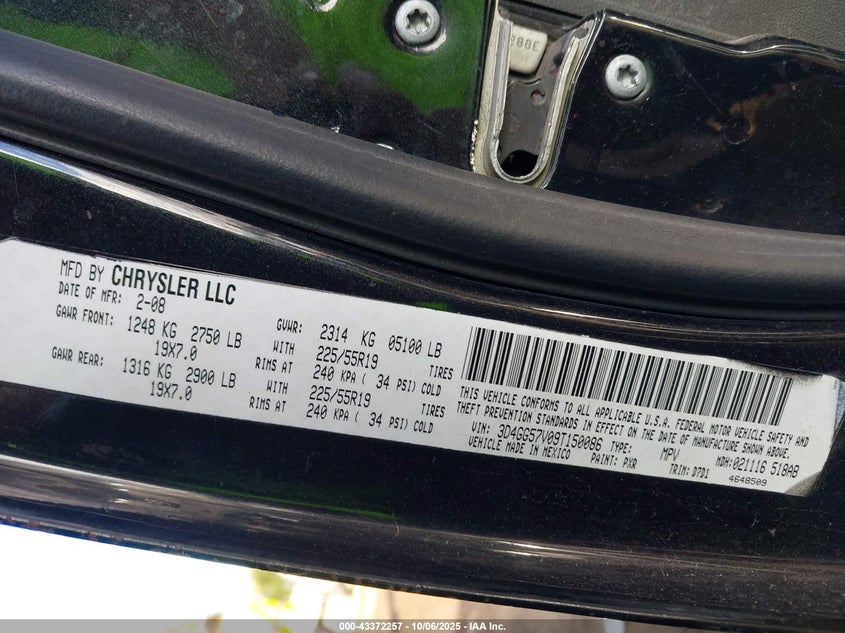 288E
MFD BY CHRYSLER LLC
DATE OF MFR: 2-08
GAWR FRONT: 1248 KG 2750 LB
19X7.0
GAWR REAR: 1316 KG 2900 LB
19X7.0
GVWR: 2314 KG 05100 LB
WITH 225/55R19 TIRES
RIMS AT 240 KPA ( 34 PSI) COLD
WITH 225/55R19 TIRES
RIMS AT 240 KPA ( 34 PSI) COLD
THIS VEHICLE CONFORMS TO ALL APPLICABLE U.S.A. FEDERAL MOTOR VEHICLE SAFETY AND
THEFT PREVENTION STANDARDS IN EFFECT ON THE DATE OF MANUFACTURE SHOWN ABOVE.
VIN: 3D4GG57V09T150086 TYPE: MPV MDH:021116 518AB
VEHICLE MADE IN MEXICO PAINT: PXR TRIM: D7D1 4648509
000-43372257 - 10/06/2025 - IAA Inc.